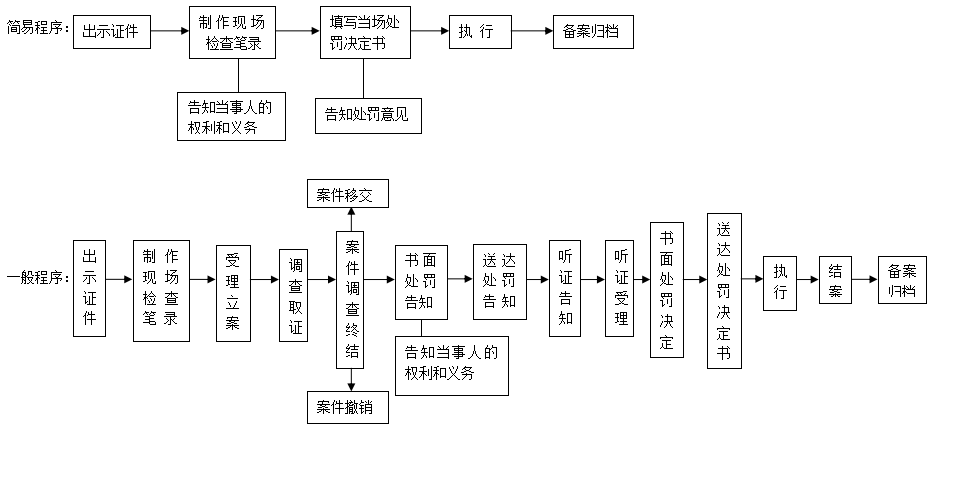 简易程序：
出示证件
制作现场
检查笔录
填写当场处
罚决定书
执 行
备案归档
告知当事人的
权利和义务
告知处罚意见
案件移交
一般程序：
出
示
证
件
制 作
现 场
检 查
笔 录
受
理
立
案
调
查
取
证
案
件
调
查
终
结
书 面
处 罚
告知
送 达
处 罚
告 知
听
证
告
知
听
证
受
理
书
面
处
罚
决
定
送
达
处
罚
决
定
书
执
行
结
案
备案
归档
告知当事人的
权利和义务
案件撤销